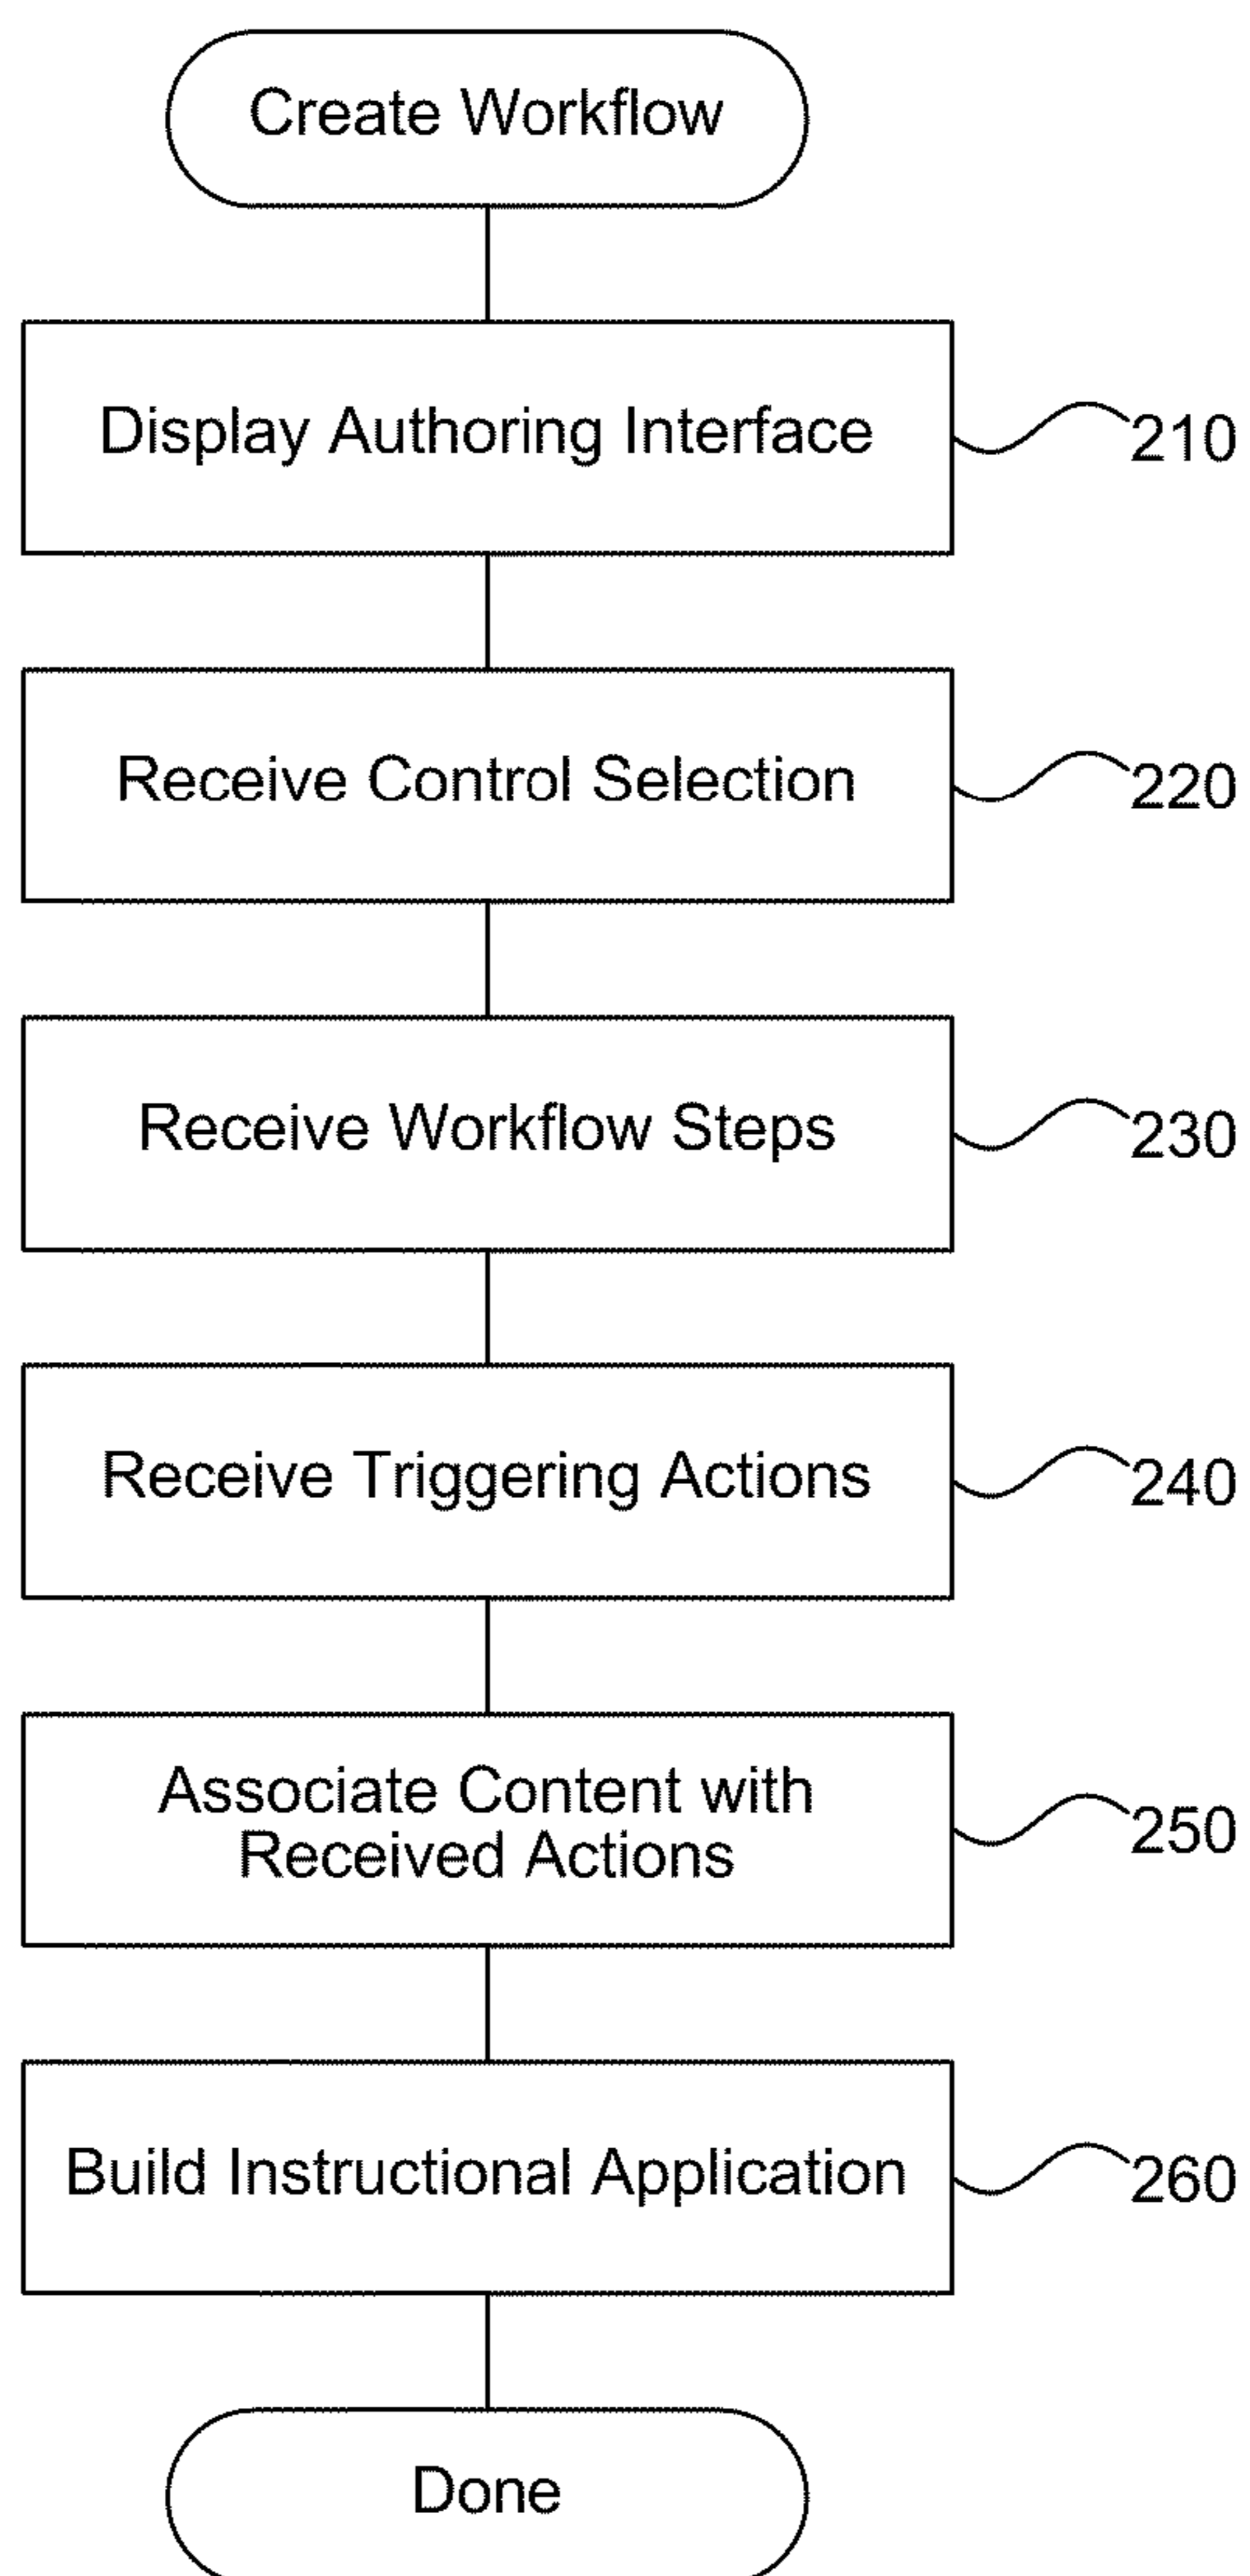 Create Workflow
Display Authoring Interface
210
Receive Control Selection
220
Receive Workflow Steps
230
Receive Triggering Actions
240
Associate Content with
Received Actions
250
Build Instructional Application
260
Done